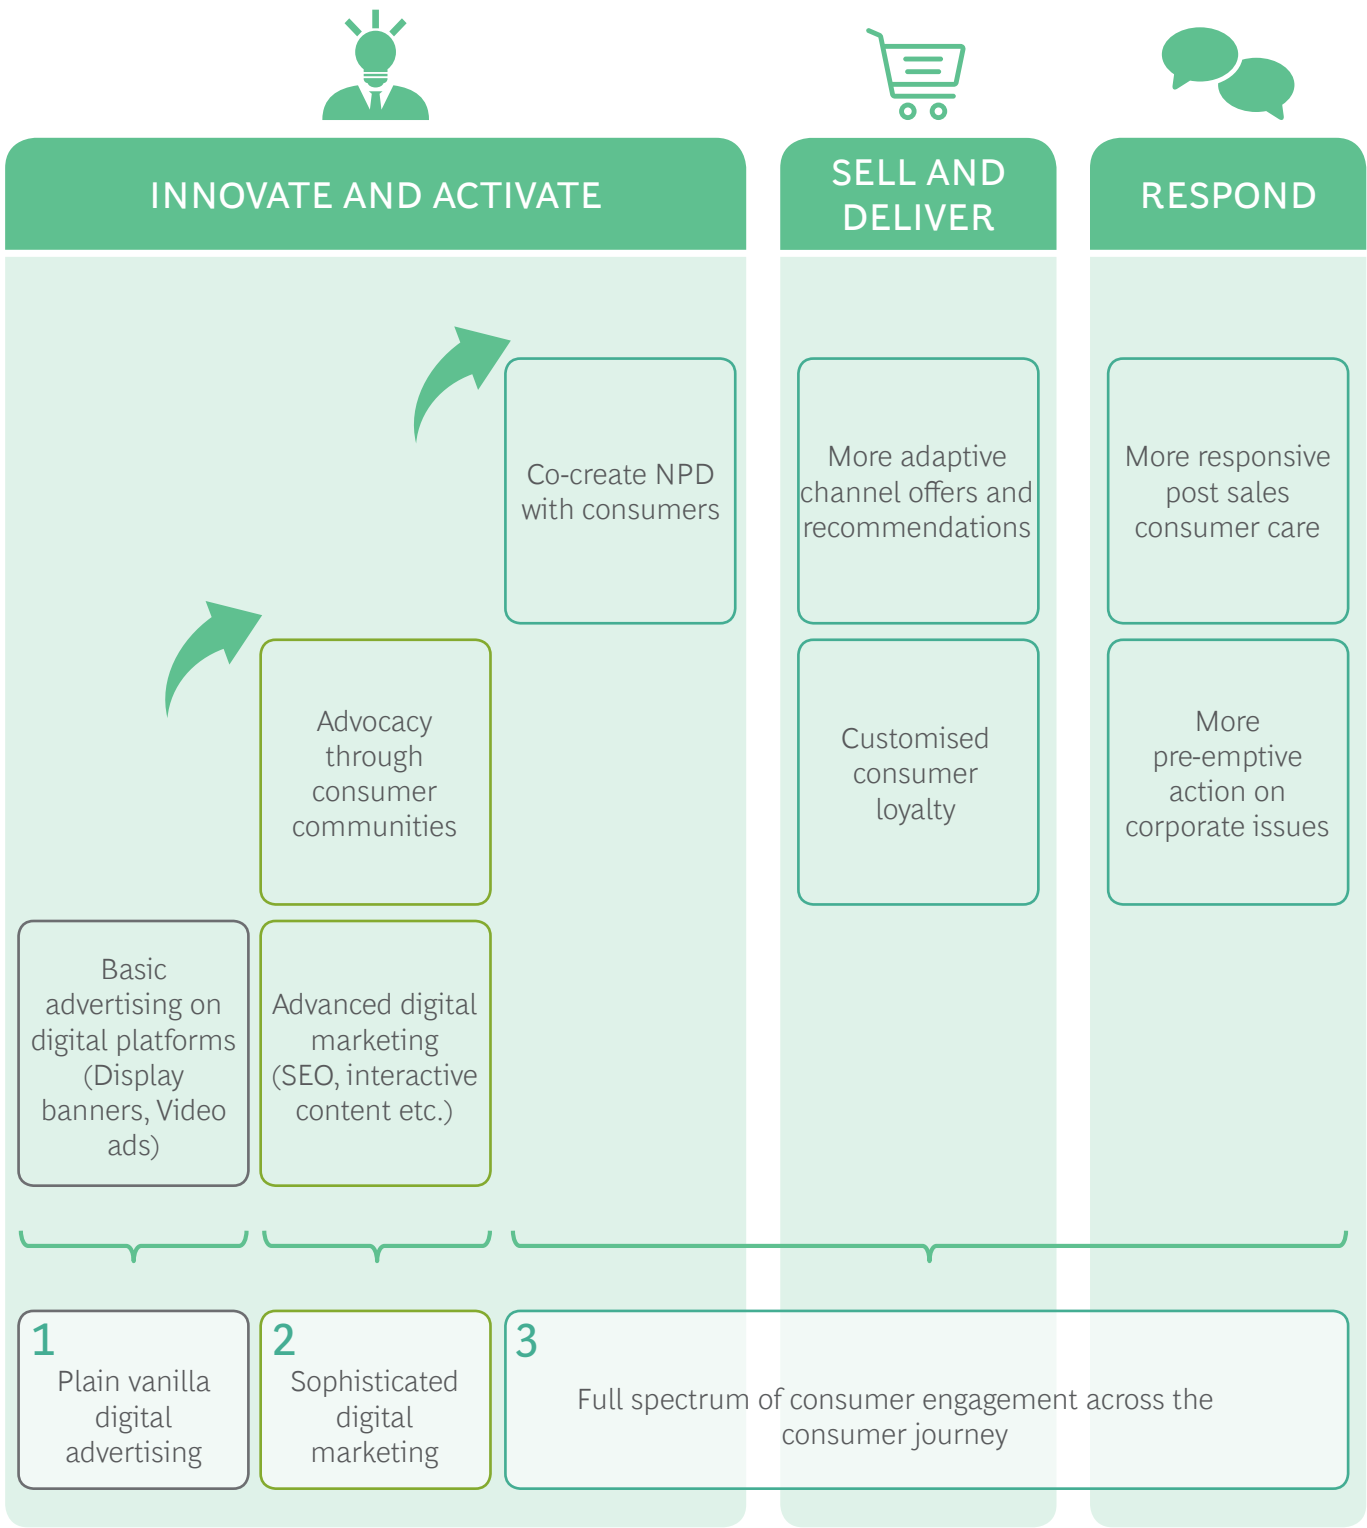 INNOVATE AND ACTIVATE
SELL AND
DELIVER
RESPOND
Co-create NPD
with consumers
More adaptive
channel offers and
recommendations
More responsive
post sales
consumer care
Advocacy
through
consumer
communities
Customised
consumer
loyalty
More
pre-emptive
action on
corporate issues
Basic
advertising on
digital platforms
(Display
banners, Video
ads)
Advanced digital
marketing
(SEO, interactive
content etc.)
1
Plain vanilla
digital
advertising
2
Sophisticated
digital
marketing
3
Full spectrum of consumer engagement across the
consumer journey